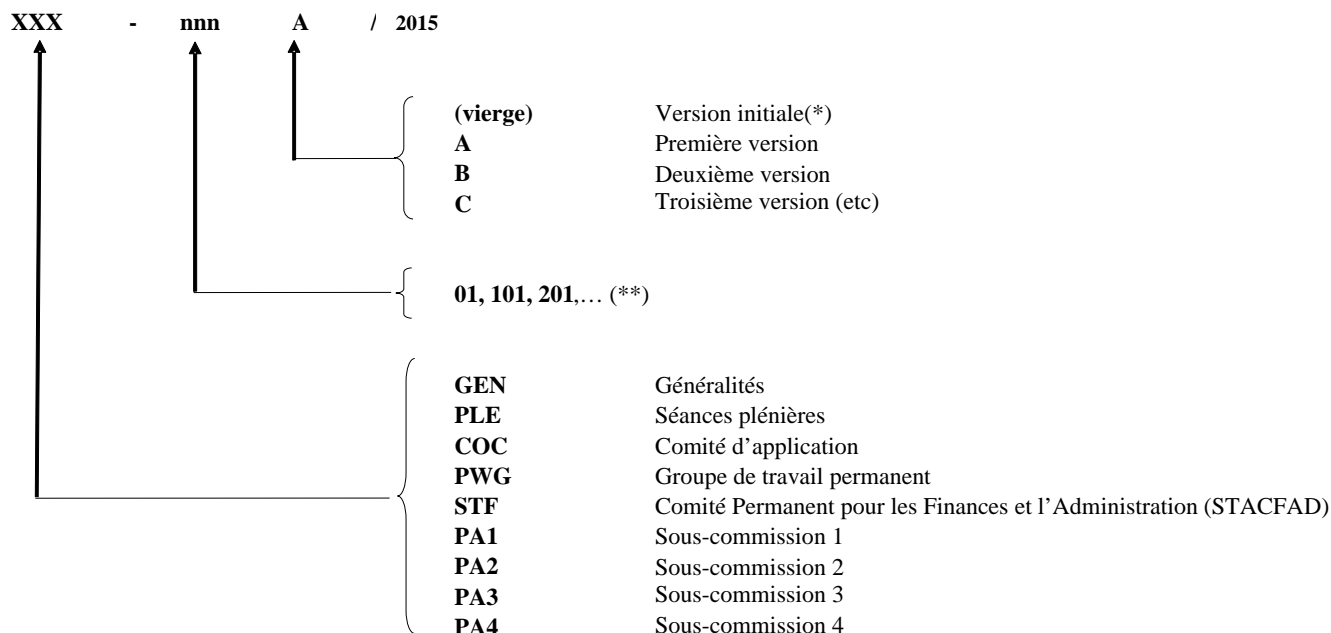 XXX - nnn A / 2015
(vierge) Version initiale(*)
A Première version
B Deuxième version
C Troisième version (etc)
01, 101, 201,… (**)
GEN Généralités
PLE Séances plénières
COC Comité d’application
PWG Groupe de travail permanent
STF Comité Permanent pour les Finances et l’Administration (STACFAD)
PA1 Sous-commission 1
PA2 Sous-commission 2
PA3 Sous-commission 3
PA4 Sous-commission 4